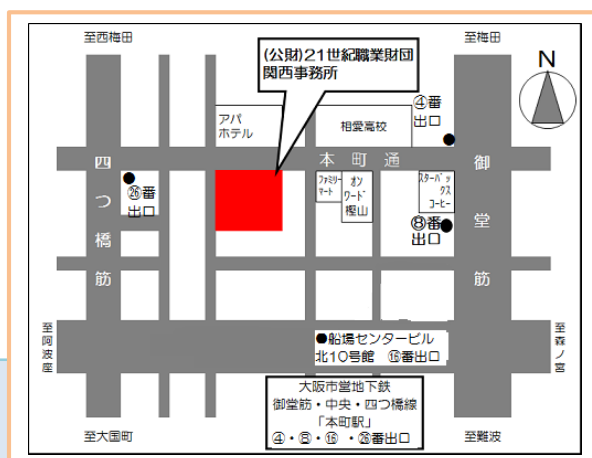 至西梅田
至梅田
(公財)21世紀職業財団
関西事務所
N
アパ
ホテル
相愛高校
④番
出口
本町通
四つ橋筋
御堂筋
㉖番
出口
ファミリー
マート
オン
ワード
樫山
スターバッ
クス
コーヒー
⑧番
出口
至阿波座
至森ノ宮
●船場センタービル
北10号館 ⑯番出口
大阪市営地下鉄
御堂筋・中央・四つ橋線
「本町駅」
④・⑧・⑯・㉖番出口
至大国町
至難波